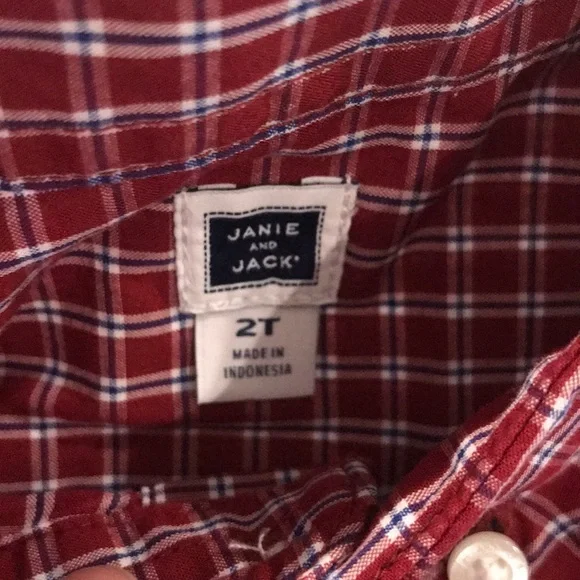 JANIE
AND
JACK®
2T
MADE IN
INDONESIA